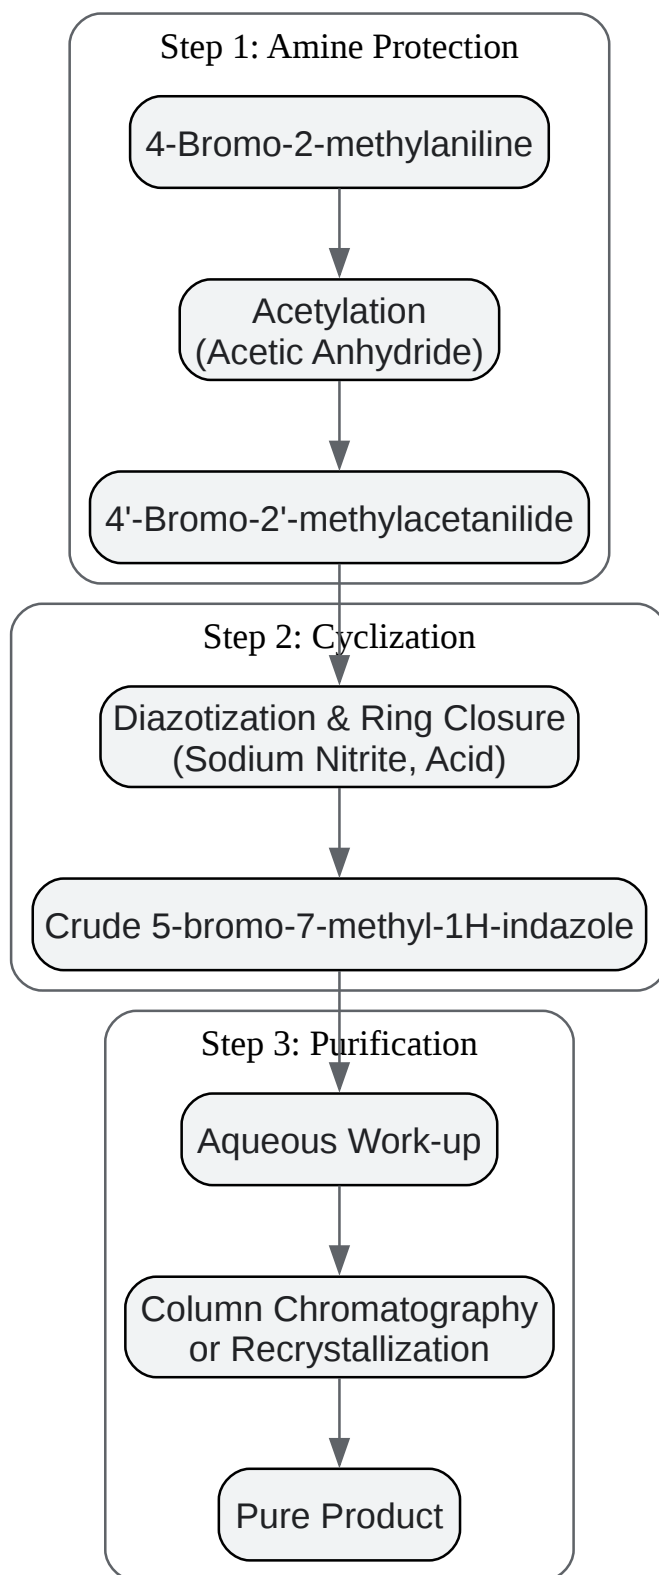 Step 1: Amine Protection
4-Bromo-2-methylaniline
Acetylation
(Acetic Anhydride)
4'-Bromo-2'-methylacetanilide
Step 2: Cyclization
Diazotization & Ring Closure
(Sodium Nitrite, Acid)
Crude 5-bromo-7-methyl-1H-indazole
Step 3: Purification
Aqueous Work-up
Column Chromatography
or Recrystallization
Pure Product